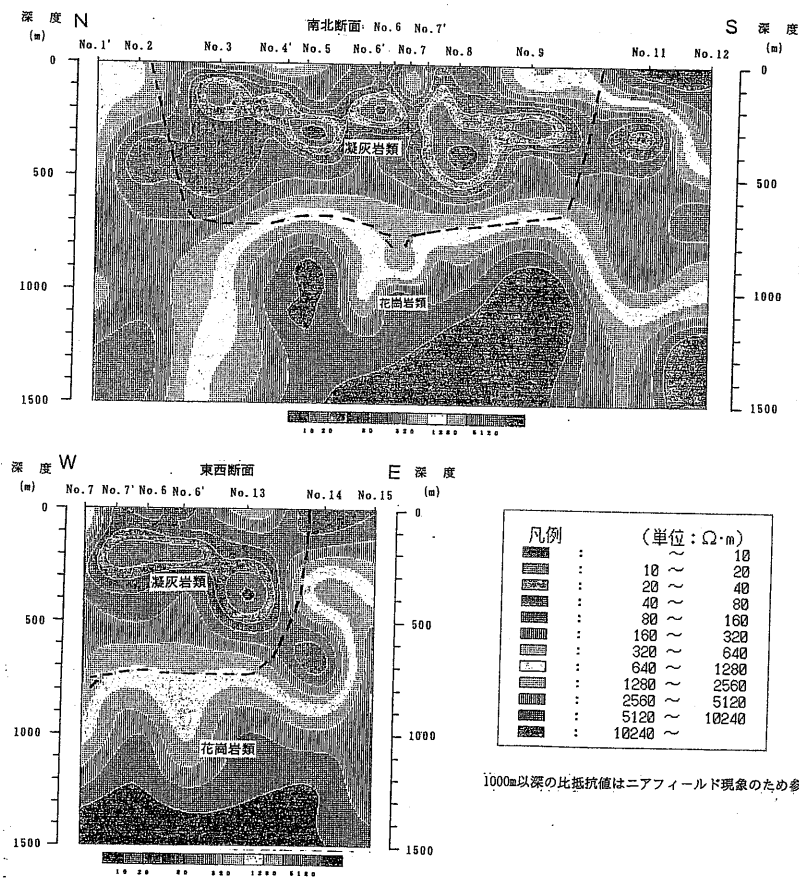 南北断面 No.6 No.7'
深度 N
(m)
S 深度
(m)
No.1' No.2 No.3 No.4' No.5 No.6' No.7 No.8 No.9 No.11 No.12
0
500
1000
1500
0
500
1000
1500
凝灰岩類
花崗岩類
10 20 80 320 1280 5120
深度 W
(m)
東西断面
E 深度
(m)
No.7 No.7' No.6 No.6' No.13 No.14 No.15
0
500
1000
1500
0
500
1000
1500
凝灰岩類
花崗岩類
10 20 80 320 1280 5120
凡例 (単位:Ω·m)
: ~ 10
: 10 ~ 20
: 20 ~ 40
: 40 ~ 80
: 80 ~ 160
: 160 ~ 320
: 320 ~ 640
: 640 ~ 1280
: 1280 ~ 2560
: 2560 ~ 5120
: 5120 ~ 10240
: 10240 ~
1000m以深の比抵抗値はニアフィールド現象のため参